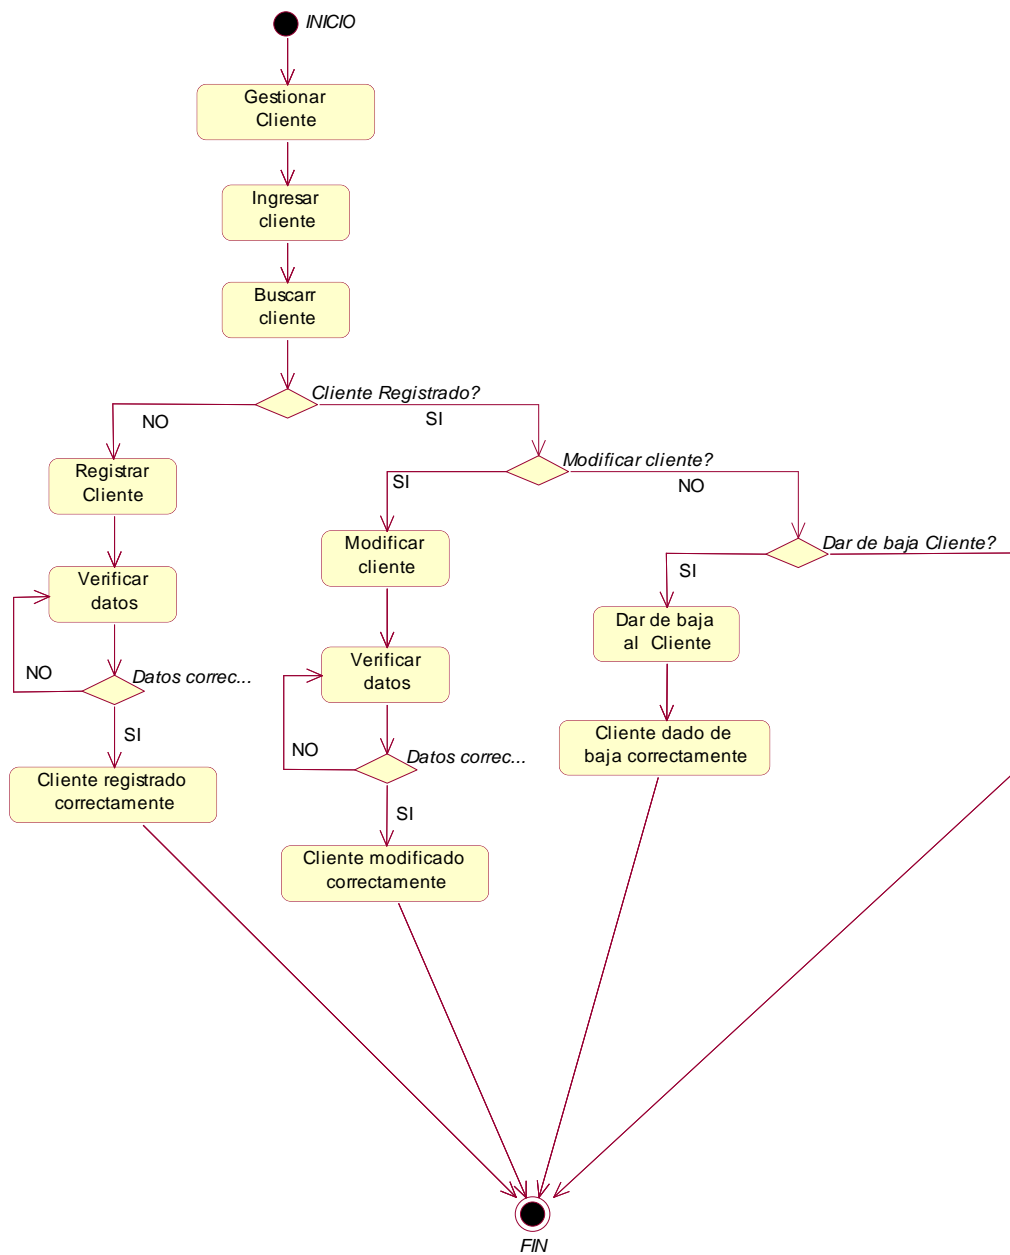 INICIO
Gestionar
Cliente
Ingresar
cliente
Buscarr
cliente
Cliente Registrado?
NO
SI
Registrar
Cliente
Modificar cliente?
SI
NO
Modificar
cliente
Dar de baja Cliente?
SI
Verificar
datos
Dar de baja
al Cliente
NO
Datos correc...
Verificar
datos
SI
Cliente dado de
baja correctamente
NO
Datos correc...
Cliente registrado
correctamente
SI
Cliente modificado
correctamente
FIN